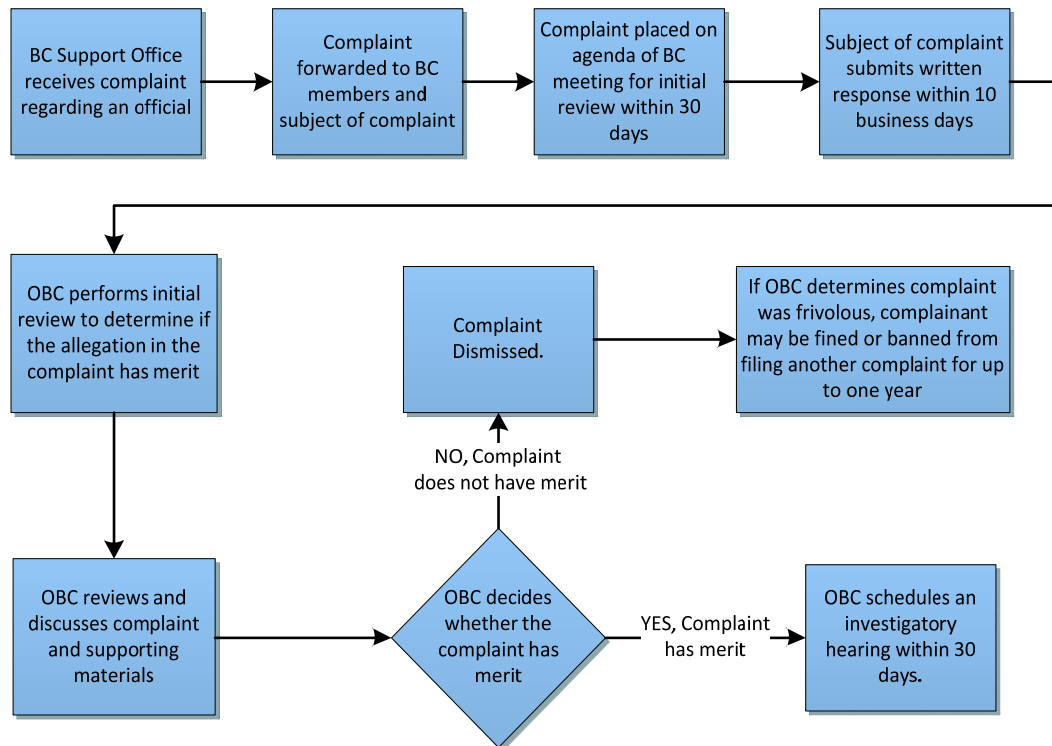 BC Support Office
receives complaint
regarding an official
Complaint
forwarded to BC
members and
subject of complaint
Complaint placed on
agenda of BC
meeting for initial
review within 30
days
Subject of complaint
submits written
response within 10
business days
OBC performs initial
review to determine if
the allegation in the
complaint has merit
Complaint
Dismissed.
If OBC determines complaint
was frivolous, complainant
may be fined or banned from
filing another complaint for up
to one year
NO, Complaint
does not have merit
OBC reviews and
discusses complaint
and supporting
materials
OBC decides
whether the
complaint has
merit
YES, Complaint
has merit
OBC schedules an
investigatory
hearing within 30
days.